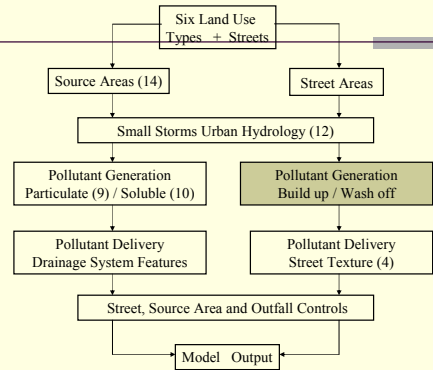 Six Land Use
Types + Streets
Source Areas (14)
Street Areas
Small Storms Urban Hydrology (12)
Pollutant Generation
Particulate (9) / Soluble (10)
Pollutant Generation
Build up / Wash off
Pollutant Delivery
Drainage System Features
Pollutant Delivery
Street Texture (4)
Street, Source Area and Outfall Controls
Model Output